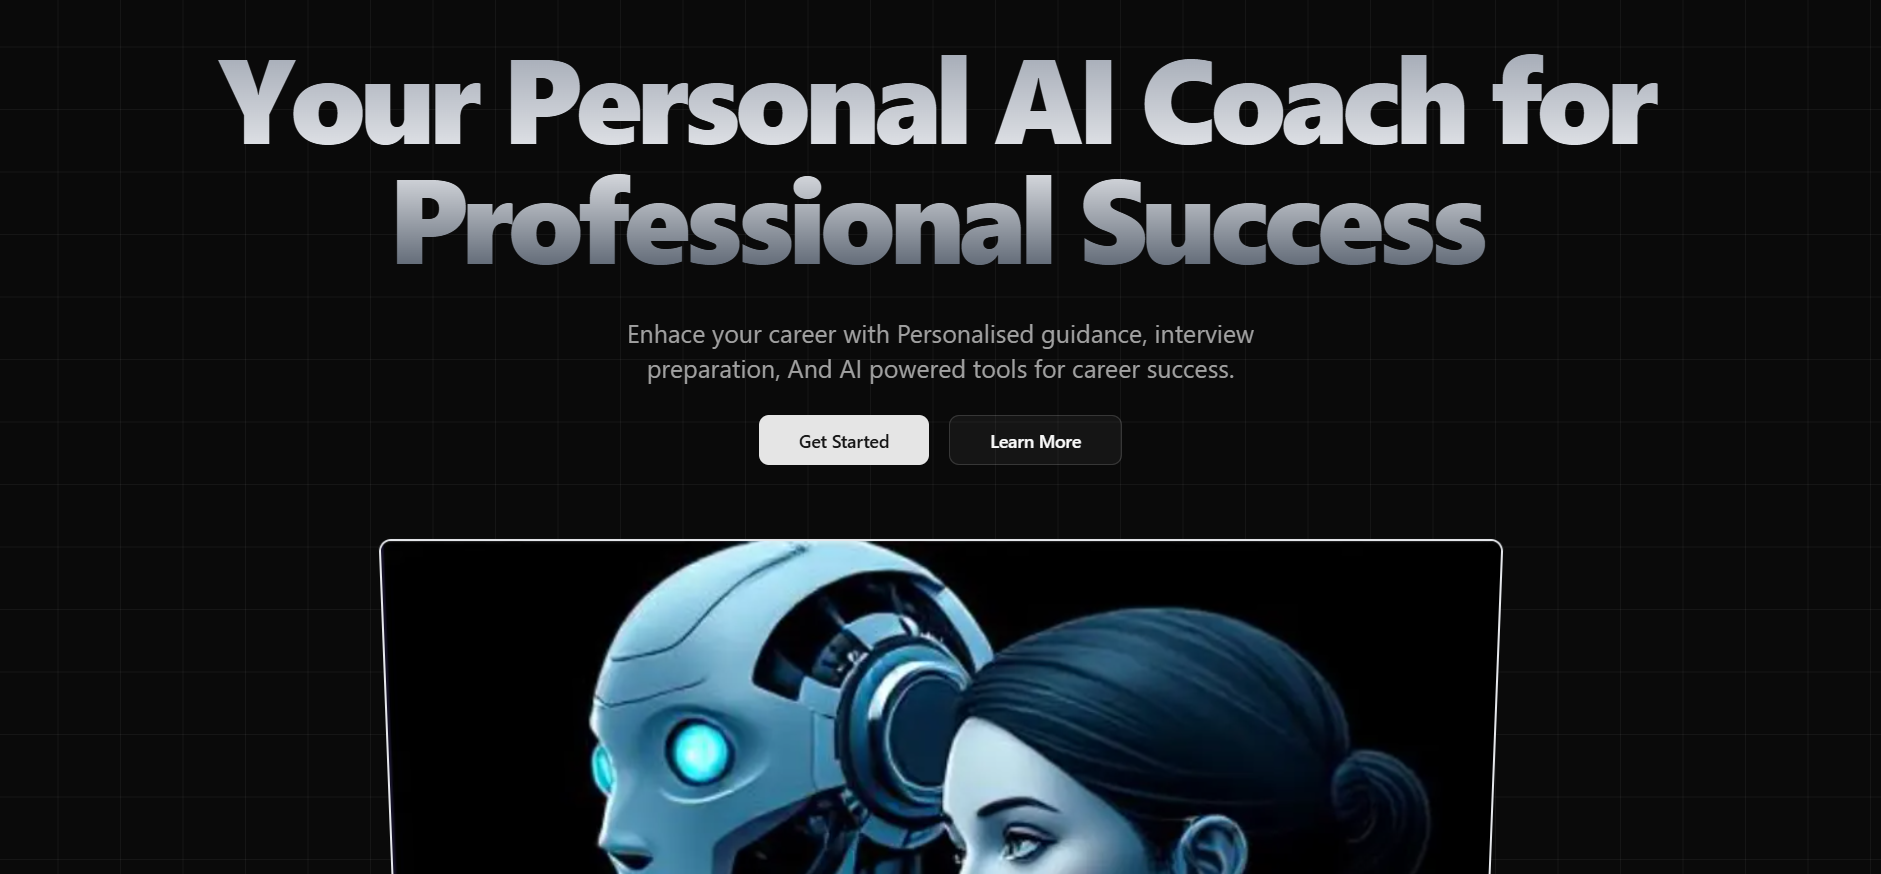 Your Personal AI Coach for
Professional Success
Enhace your career with Personalised guidance, interview
preparation, And AI powered tools for career success.
Get Started
Learn More